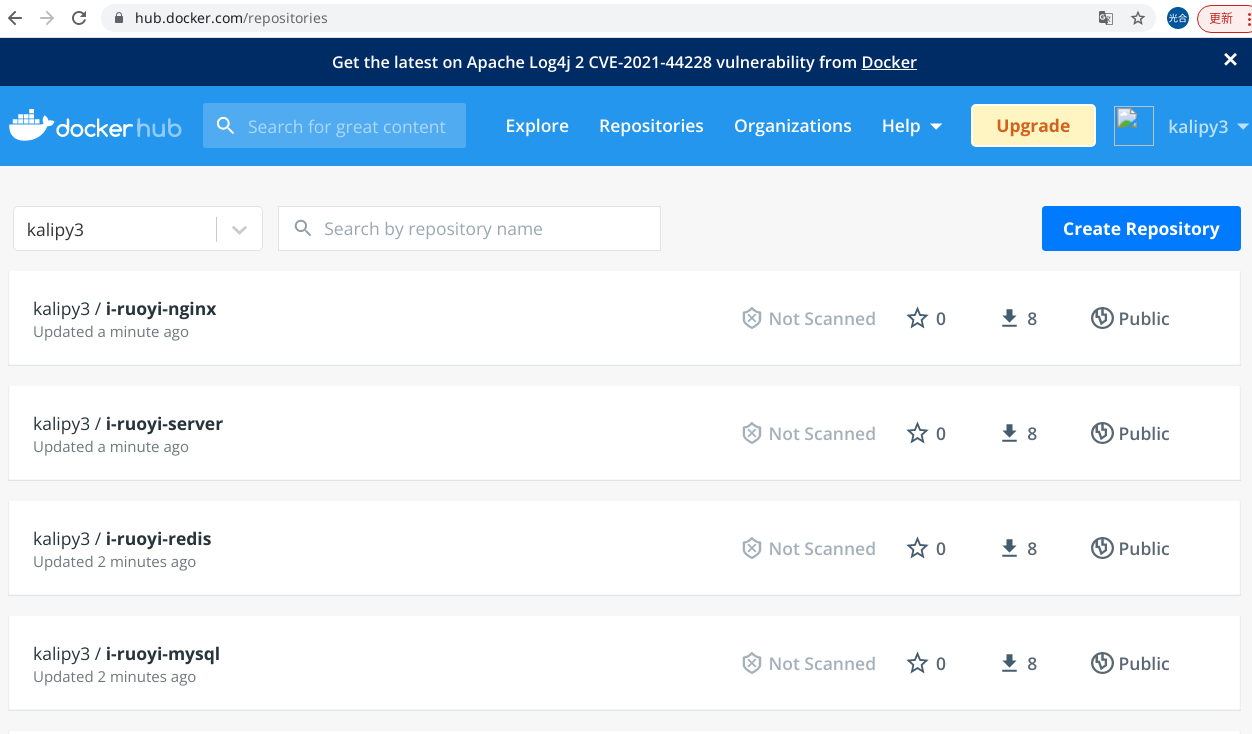 hub.docker.com/repositories
光合
更新
Get the latest on Apache Log4j 2 CVE-2021-44228 vulnerability from Docker
docker hub
Search for great content
Explore
Repositories
Organizations
Help
Upgrade
kalipy3
kalipy3
Search by repository name
Create Repository
kalipy3 / i-ruoyi-nginx
Updated a minute ago
Not Scanned
0
8
Public
kalipy3 / i-ruoyi-server
Updated a minute ago
Not Scanned
0
8
Public
kalipy3 / i-ruoyi-redis
Updated 2 minutes ago
Not Scanned
0
8
Public
kalipy3 / i-ruoyi-mysql
Updated 2 minutes ago
Not Scanned
0
8
Public